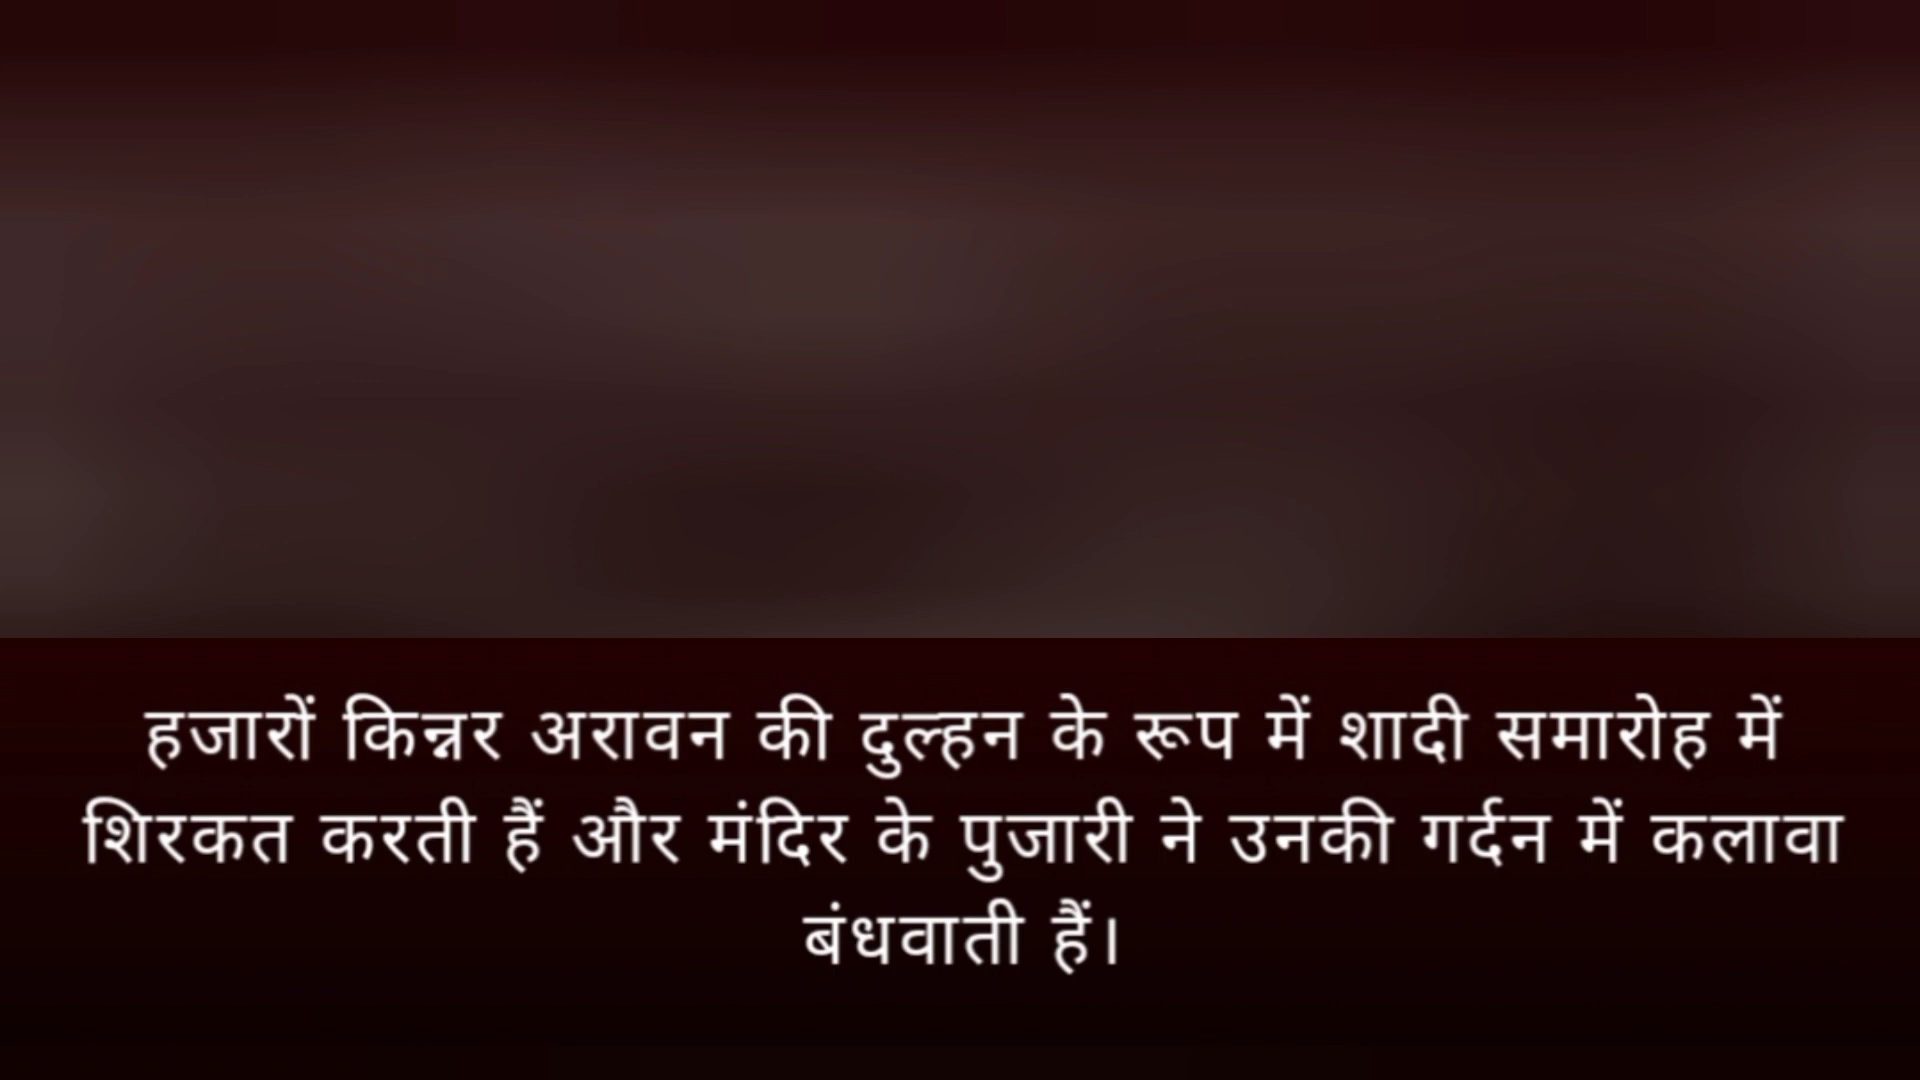 हजारों किन्नर अरावन की दुल्हन के रूप में शादी समारोह में
शिरकत करती हैं और मंदिर के पुजारी ने उनकी गर्दन में कलावा
बंधवाती हैं।